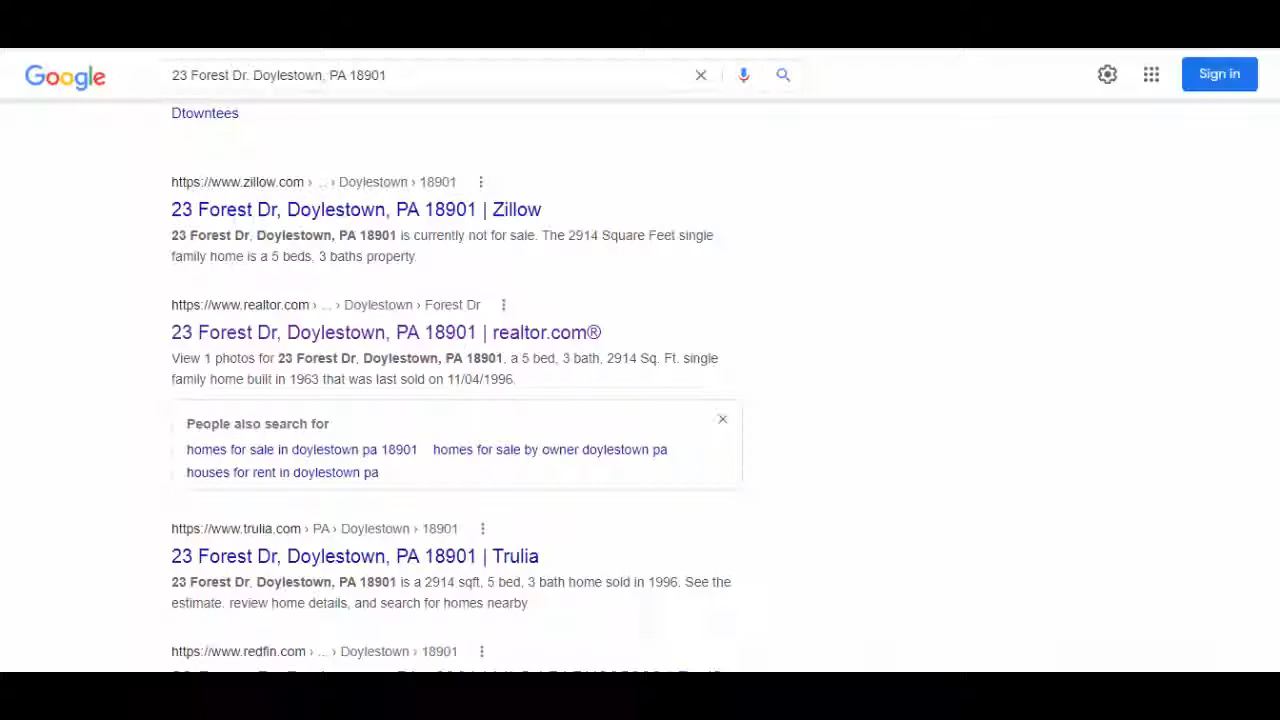 Google
23 Forest Dr. Doylestown, PA 18901
Sign in
Dtowntees
https://www.zillow.com › ... › Doylestown › 18901
23 Forest Dr, Doylestown, PA 18901 | Zillow
23 Forest Dr, Doylestown, PA 18901 is currently not for sale. The 2914 Square Feet single
family home is a 5 beds, 3 baths property.
https://www.realtor.com › ... › Doylestown › Forest Dr
23 Forest Dr, Doylestown, PA 18901 | realtor.com®
View 1 photos for 23 Forest Dr, Doylestown, PA 18901, a 5 bed, 3 bath, 2914 Sq. Ft. single
family home built in 1963 that was last sold on 11/04/1996.
People also search for
homes for sale in doylestown pa 18901 homes for sale by owner doylestown pa
houses for rent in doylestown pa
https://www.trulia.com › PA › Doylestown › 18901
23 Forest Dr, Doylestown, PA 18901 | Trulia
23 Forest Dr, Doylestown, PA 18901 is a 2914 sqft, 5 bed, 3 bath home sold in 1996. See the
estimate, review home details, and search for homes nearby
https://www.redfin.com › ... › Doylestown › 18901